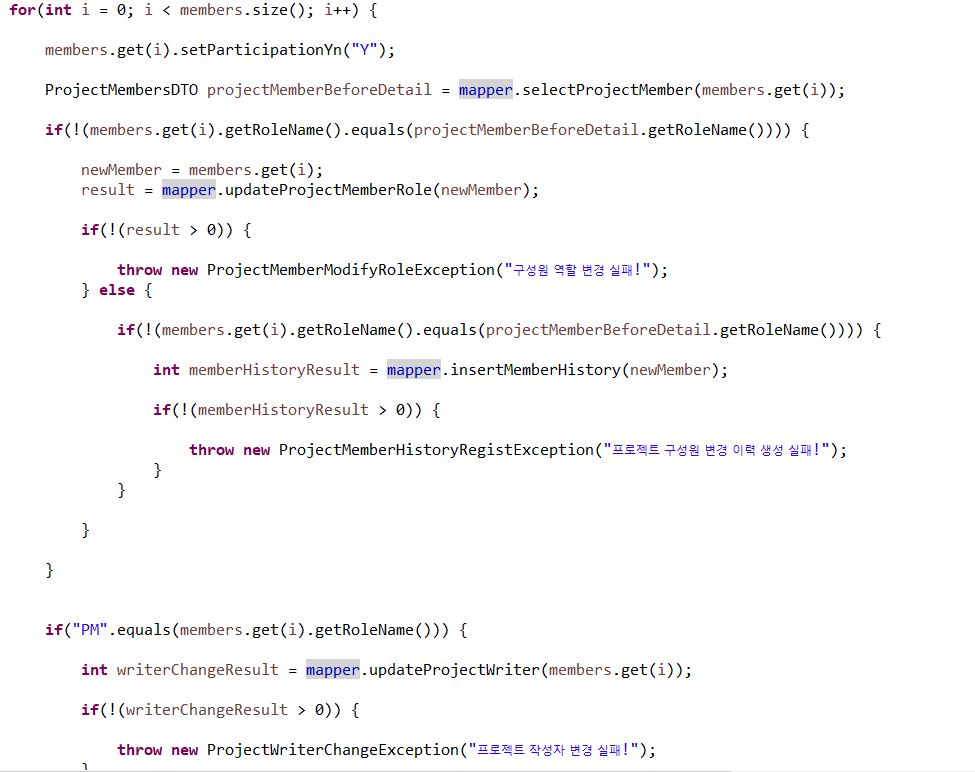 for(int i = 0; i < members.size(); i++) {
members.get(i).setParticipationYn("Y");
ProjectMembersDTO projectMemberBeforeDetail = mapper.selectProjectMember(members.get(i));
if(!(members.get(i).getRoleName().equals(projectMemberBeforeDetail.getRoleName()))) {
newMember = members.get(i);
result = mapper.updateProjectMemberRole(newMember);
if(!(result > 0)) {
throw new ProjectMemberModifyRoleException("구성원 역할 변경 실패!");
} else {
if(!(members.get(i).getRoleName().equals(projectMemberBeforeDetail.getRoleName()))) {
int memberHistoryResult = mapper.insertMemberHistory(newMember);
if(!(memberHistoryResult > 0)) {
throw new ProjectMemberHistoryRegistException("프로젝트 구성원 변경 이력 생성 실패!");
}
}
}
}
if("PM".equals(members.get(i).getRoleName())) {
int writerChangeResult = mapper.updateProjectWriter(members.get(i));
if(!(writerChangeResult > 0)) {
throw new ProjectWriterChangeException("프로젝트 작성자 변경 실패!");
}